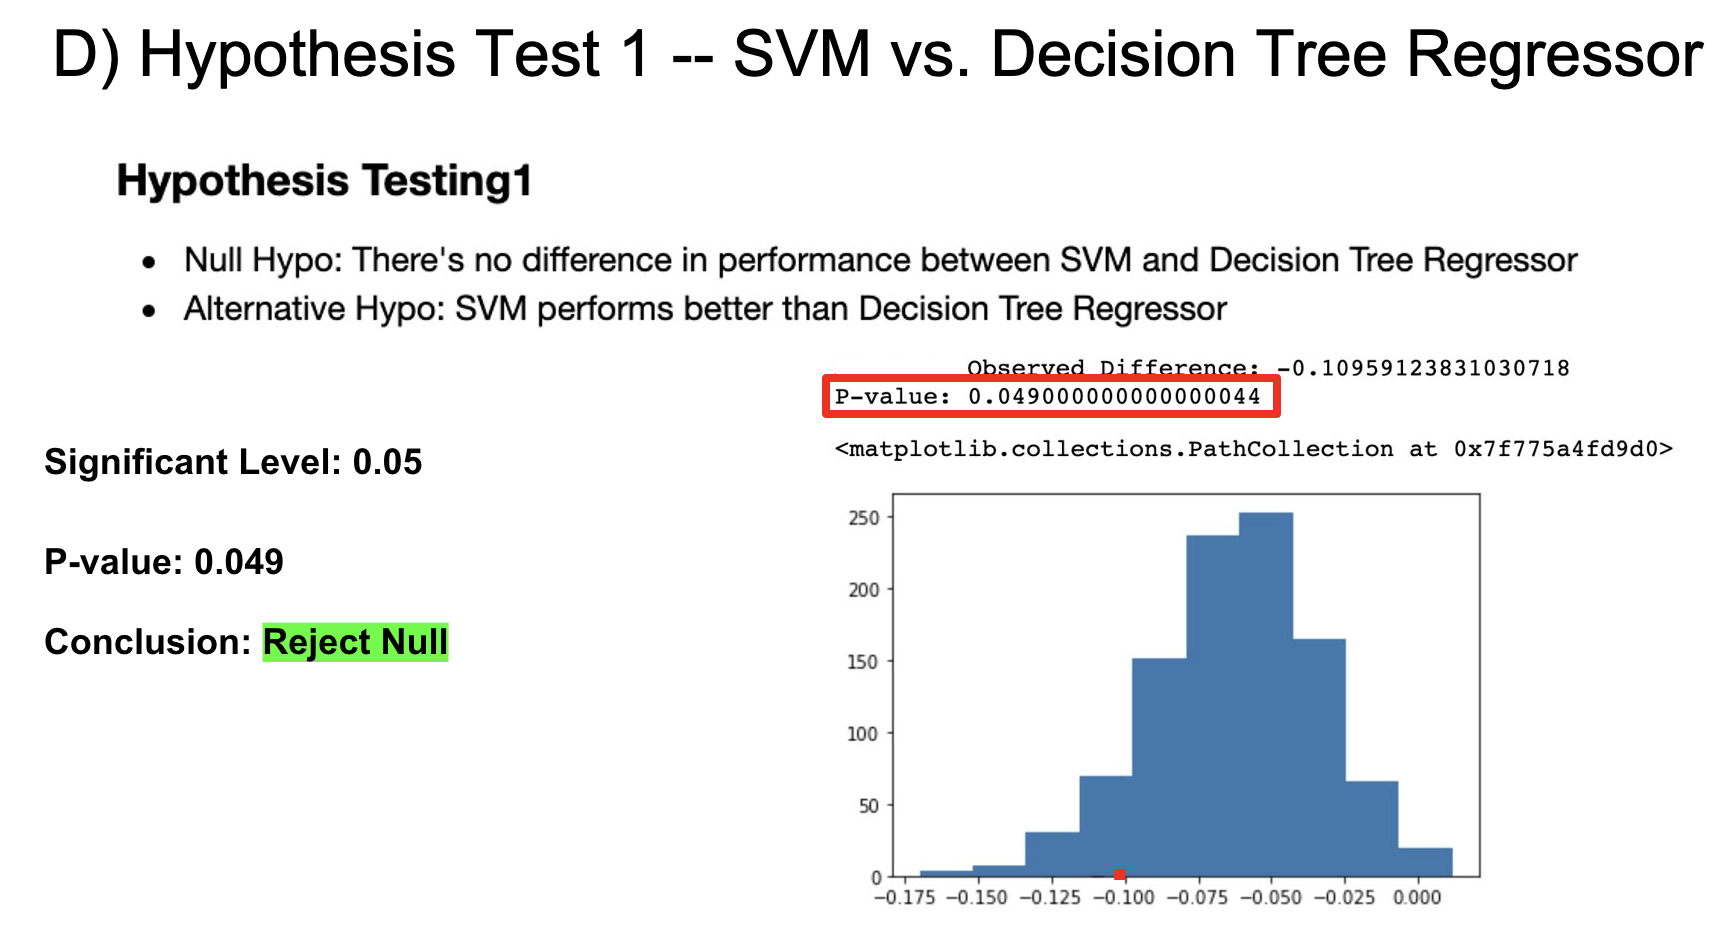 D) Hypothesis Test 1 -- SVM vs. Decision Tree Regressor
Hypothesis Testing1
• Null Hypo: There's no difference in performance between SVM and Decision Tree Regressor
• Alternative Hypo: SVM performs better than Decision Tree Regressor
Observed Difference: -0.10959123831030718
P-value: 0.049000000000000044
<matplotlib.collections.PathCollection at 0x7f775a4fd9d0>
Significant Level: 0.05
P-value: 0.049
Conclusion: Reject Null
250
200
150
100
50
0
−0.175 −0.150 −0.125 −0.100 −0.075 −0.050 −0.025 0.000